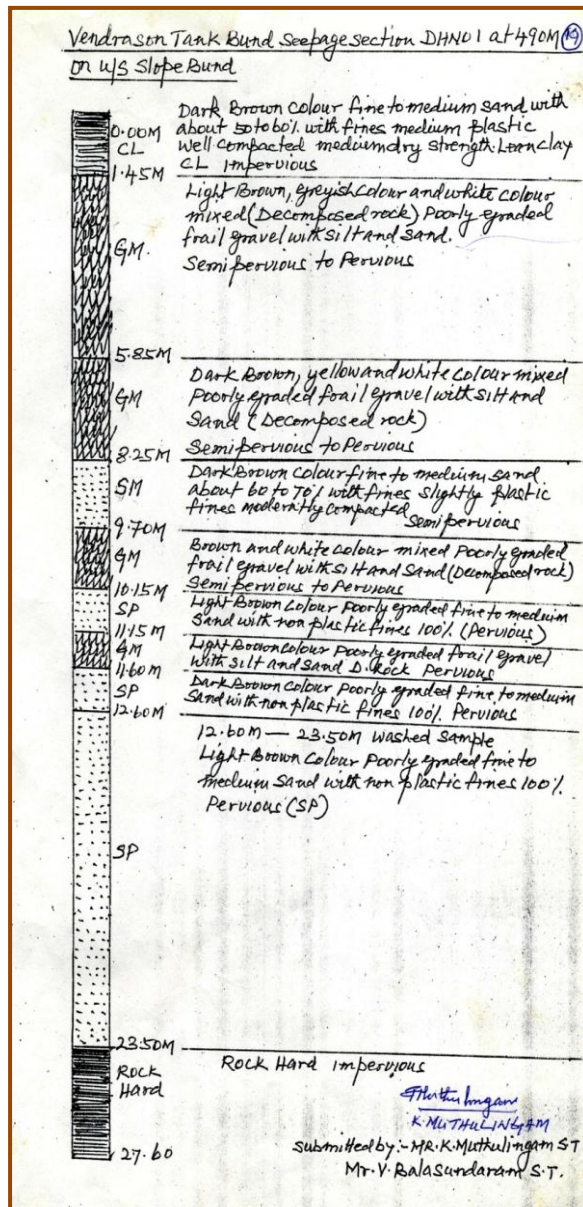 Vendrason Tank Bund Seepage section DHNO1 at 490M 19
on u/s Slope Bund
0.00M
CL
Dark Brown Colour fine to medium sand with
about 50 to 60% with fines medium plastic
well compacted medium dry strength. Lean clay
CL impervious
1.45M
Light Brown, greyish colour and white colour
mixed (Decomposed rock) Poorly graded
frail gravel with silt and sand.
GM.
Semi pervious to Pervious
5.85M
Dark Brown, yellow and white colour mixed
Poorly graded frail gravel with silt and
GM
Sand (Decomposed rock)
Semipervious to Pervious
8.25M
Dark Brown Colour fine to medium sand
SM
about 60 to 70% with fines slightly plastic
fines moderatly compacted
Semipervious
9.70M
Brown and white colour mixed Poorly graded
GM
frail gravel with silt and sand (Decomposed rock)
Semi pervious to Pervious
10.15M
SP
Light Brown Colour Poorly graded fine to medium
Sand with non plastic fines 100% (Pervious)
11.15M
GM
Light Brown colour Poorly graded frail gravel
with silt and sand D. Rock Pervious
11.60M
SP
Dark Brown Colour Poorly graded fine to medium
Sand with non plastic fines 100% Pervious
12.60M
12.60M — 23.50M washed sample
Light Brown Colour Poorly graded fine to
medium Sand with non plastic fines 100%
Pervious (SP)
SP
23.50M
ROCK
Hard
ROCK Hard impervious
K. MUTHULINGAM
Submitted by:- MR. K. Muthulingam S.T
Mr. V. Balasundaram S.T.
27.60